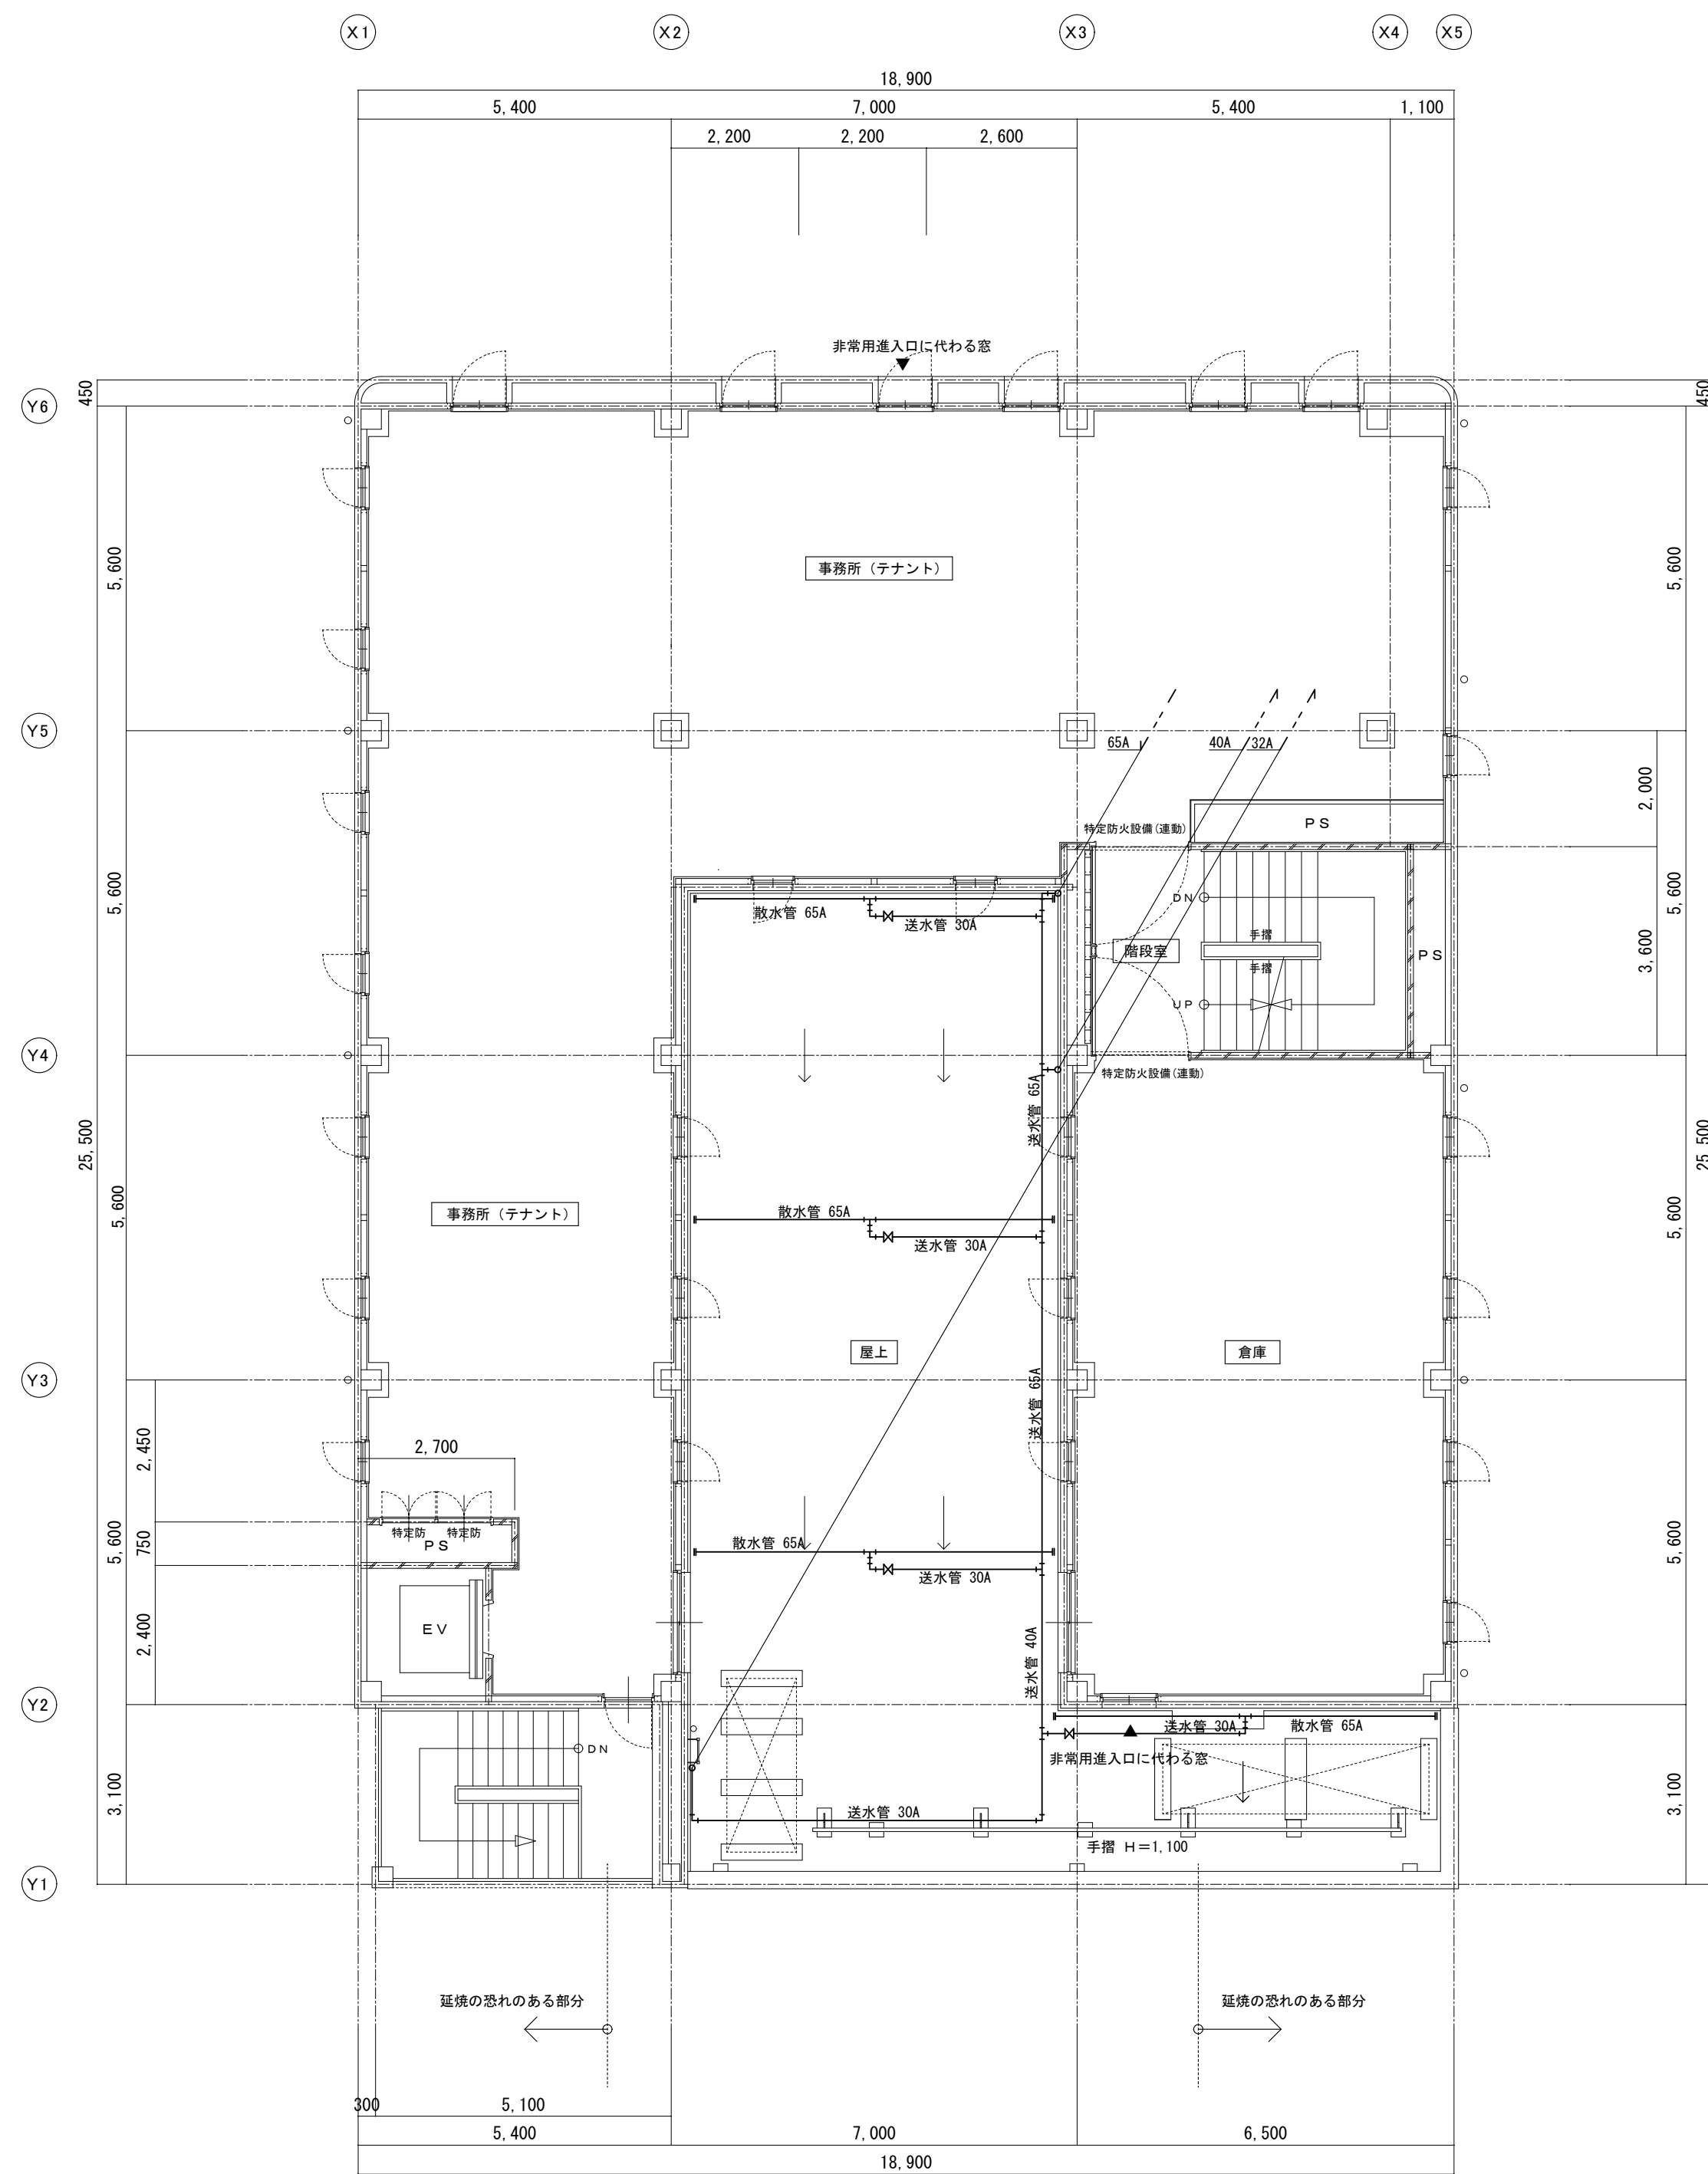 X1
X2
X3
X4
X5
18,900
5,400
7,000
5,400
1,100
2,200
2,200
2,600
非常用進入口に代わる窓
450
450
Y6
5,600
5,600
事務所(テナント)
Y5
65A
40A
32A
2,000
PS
特定防火設備(連動)
5,600
5,600
DN
散水管 65A
送水管 30A
手摺
階段室
手摺
PS
3,600
UP
Y4
特定防火設備(連動)
送水管 65A
25,500
25,500
5,600
5,600
事務所(テナント)
散水管 65A
送水管 30A
屋上
倉庫
Y3
送水管 65A
2,700
2,450
特定防
特定防
PS
750
5,600
5,600
散水管 65A
送水管 30A
EV
2,400
送水管 40A
Y2
送水管 30A
散水管 65A
DN
非常用進入口に代わる窓
3,100
3,100
送水管 30A
手摺 H=1,100
Y1
延焼の恐れのある部分
延焼の恐れのある部分
300
5,100
5,400
7,000
6,500
18,900